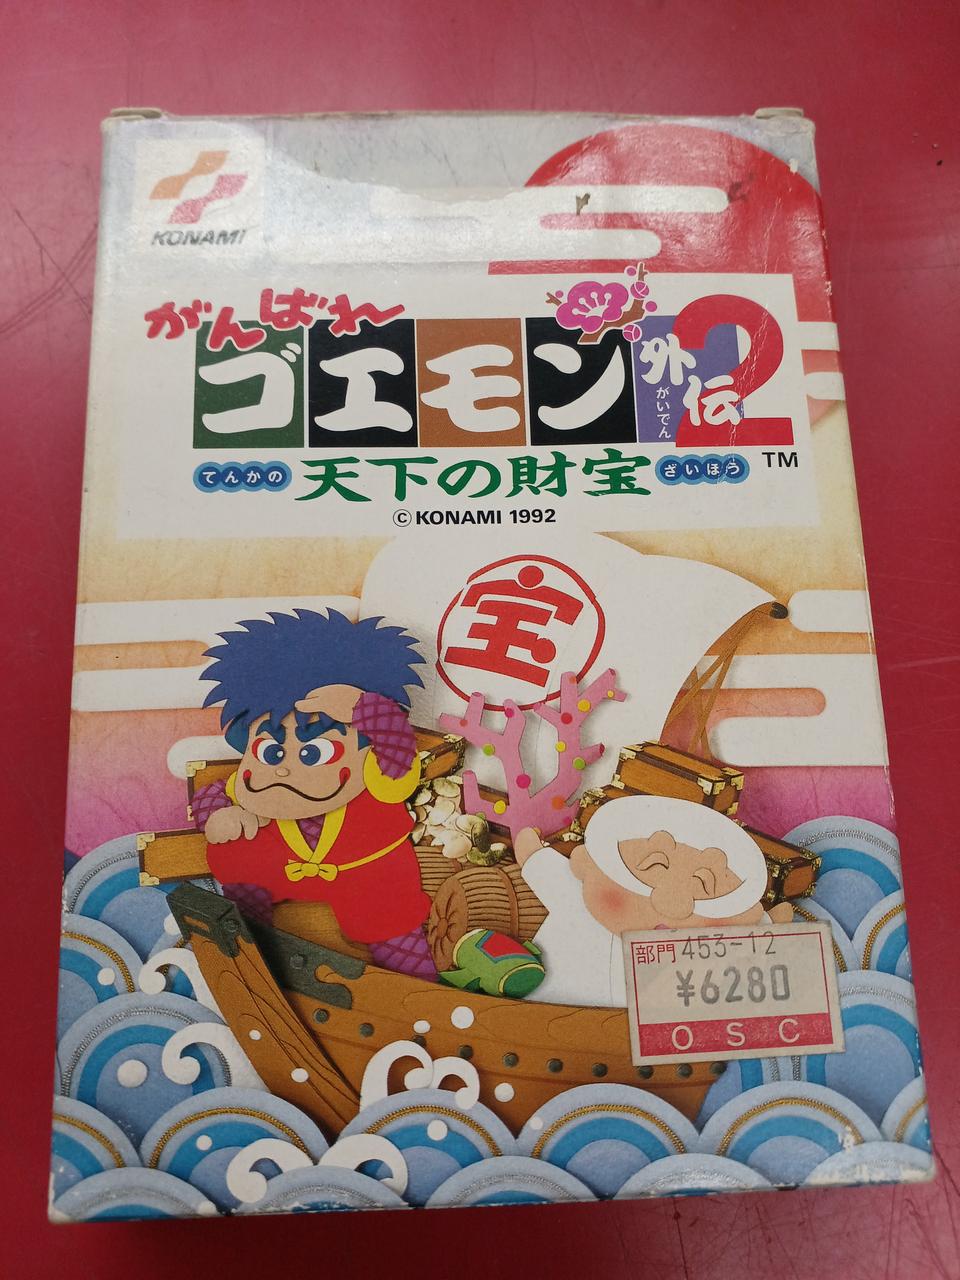 KONAMI
がんばれ
ゴエモン外伝2
がいでん
てんかの 天下の財宝 ざいほう TM
© KONAMI 1992
宝
部門 453-12
¥6280
OSC